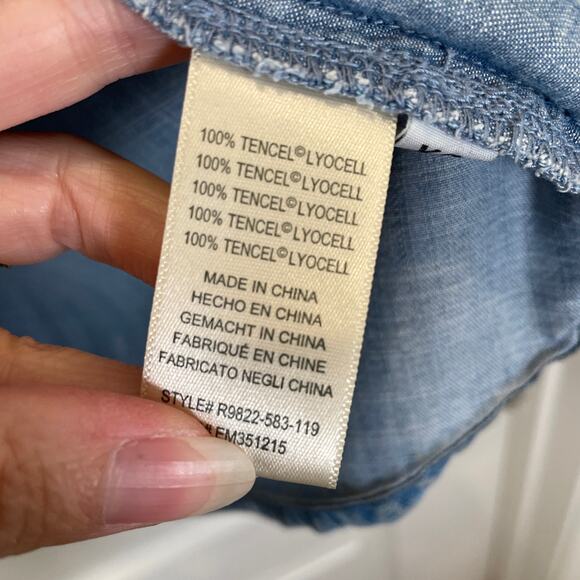 100% TENCEL©LYOCELL
100% TENCEL©LYOCELL
100% TENCEL©LYOCELL
100% TENCEL©LYOCELL
100% TENCEL©LYOCELL
MADE IN CHINA
HECHO EN CHINA
GEMACHT IN CHINA
FABRIQUÉ EN CHINE
FABRICATO NEGLI CHINA
STYLE# R9822-583-119
# EM351215